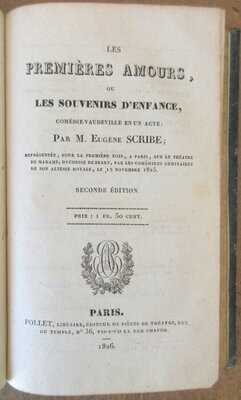 LES
PREMIÈRES AMOURS,
OU
LES SOUVENIRS D'ENFANCE,
COMÉDIE-VAUDEVILLE EN UN ACTE;
PAR M. EUGÈNE SCRIBE;
REPRÉSENTÉE, POUR LA PREMIÈRE FOIS, A PARIS, SUR LE THÉATRE
DE MADAME, DUCHESSE DE BERRY, PAR LES COMÉDIENS ORDINAIRES
DE SON ALTESSE ROYALE, LE 12 NOVEMBRE 1825.
SECONDE ÉDITION.
PRIX : 1 FR. 50 CENT.
PARIS.
POLLET, LIBRAIRE, ÉDITEUR DE PIÈCES DE THÉATRE, RUE
DU TEMPLE, N° 36, VIS-A-VIS LA RUE CHAPON.
1826.